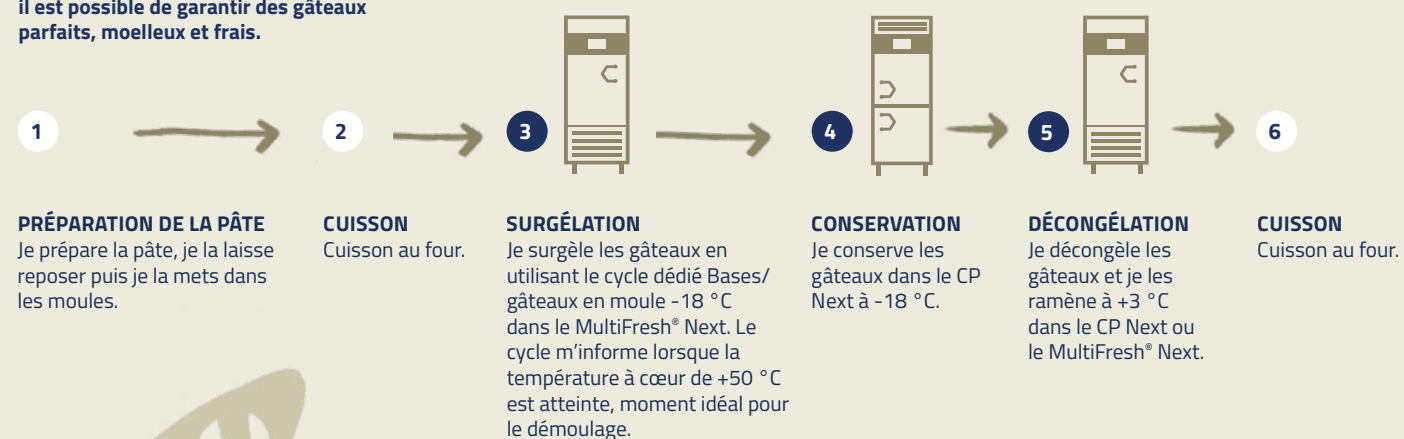 il est possible de garantir des gâteaux
parfaits, moelleux et frais.
1
2
3
4
5
6
PRÉPARATION DE LA PÂTE
Je prépare la pâte, je la laisse
reposer puis je la mets dans
les moules.
CUISSON
Cuisson au four.
SURGÉLATION
Je surgèle les gâteaux en
utilisant le cycle dédié Bases/
gâteaux en moule -18 °C
dans le MultiFresh® Next. Le
cycle m’informe lorsque la
température à cœur de +50 °C
est atteinte, moment idéal pour
le démoulage.
CONSERVATION
Je conserve les
gâteaux dans le CP
Next à -18 °C.
DÉCONGÉLATION
Je décongèle les
gâteaux et je les
ramène à +3 °C
dans le CP Next ou
le MultiFresh® Next.
CUISSON
Cuisson au four.